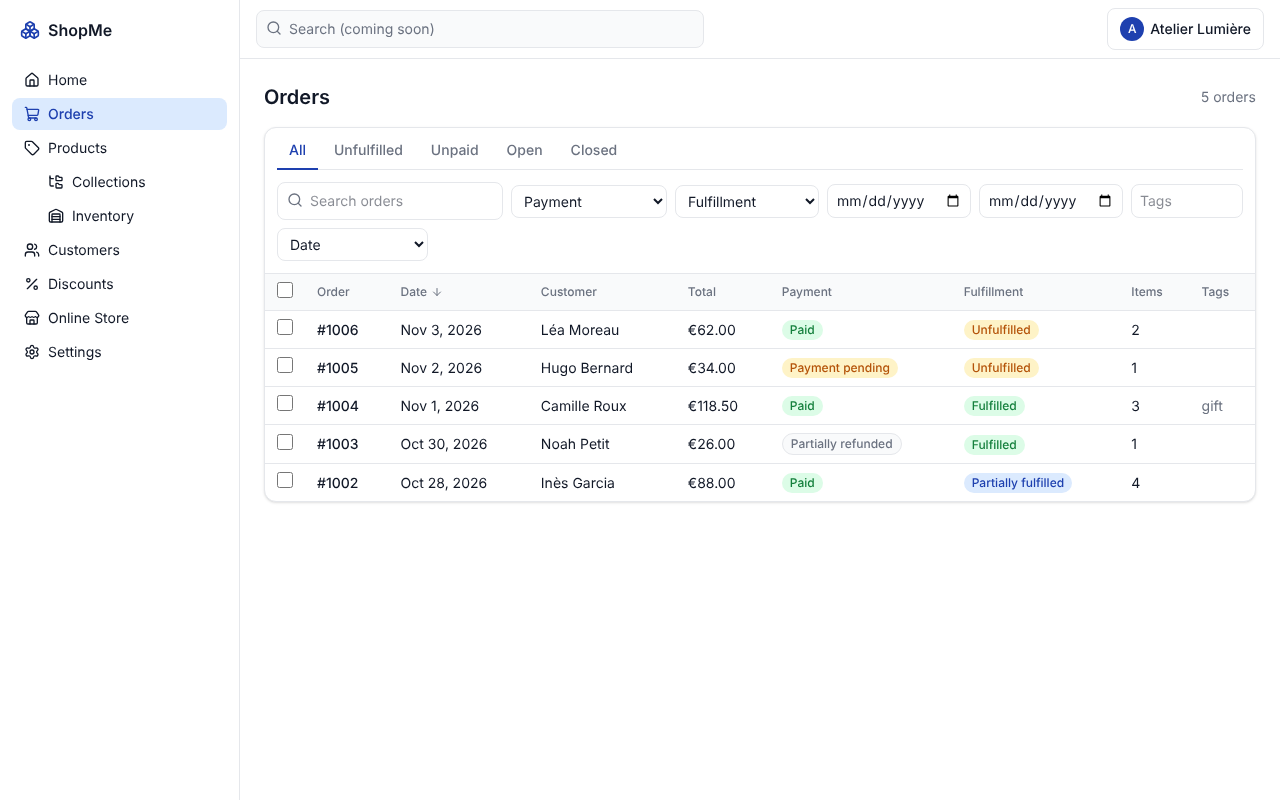 ShopMe
Search (coming soon)
A Atelier Lumière
Home
Orders
Products
Collections
Inventory
Customers
Discounts
Online Store
Settings
Orders
5 orders
All Unfulfilled Unpaid Open Closed
Search orders Payment Fulfillment mm/dd/yyyy mm/dd/yyyy Tags
Date
Order Date ↓ Customer Total Payment Fulfillment Items Tags
#1006 Nov 3, 2026 Léa Moreau €62.00 Paid Unfulfilled 2
#1005 Nov 2, 2026 Hugo Bernard €34.00 Payment pending Unfulfilled 1
#1004 Nov 1, 2026 Camille Roux €118.50 Paid Fulfilled 3 gift
#1003 Oct 30, 2026 Noah Petit €26.00 Partially refunded Fulfilled 1
#1002 Oct 28, 2026 Inès Garcia €88.00 Paid Partially fulfilled 4